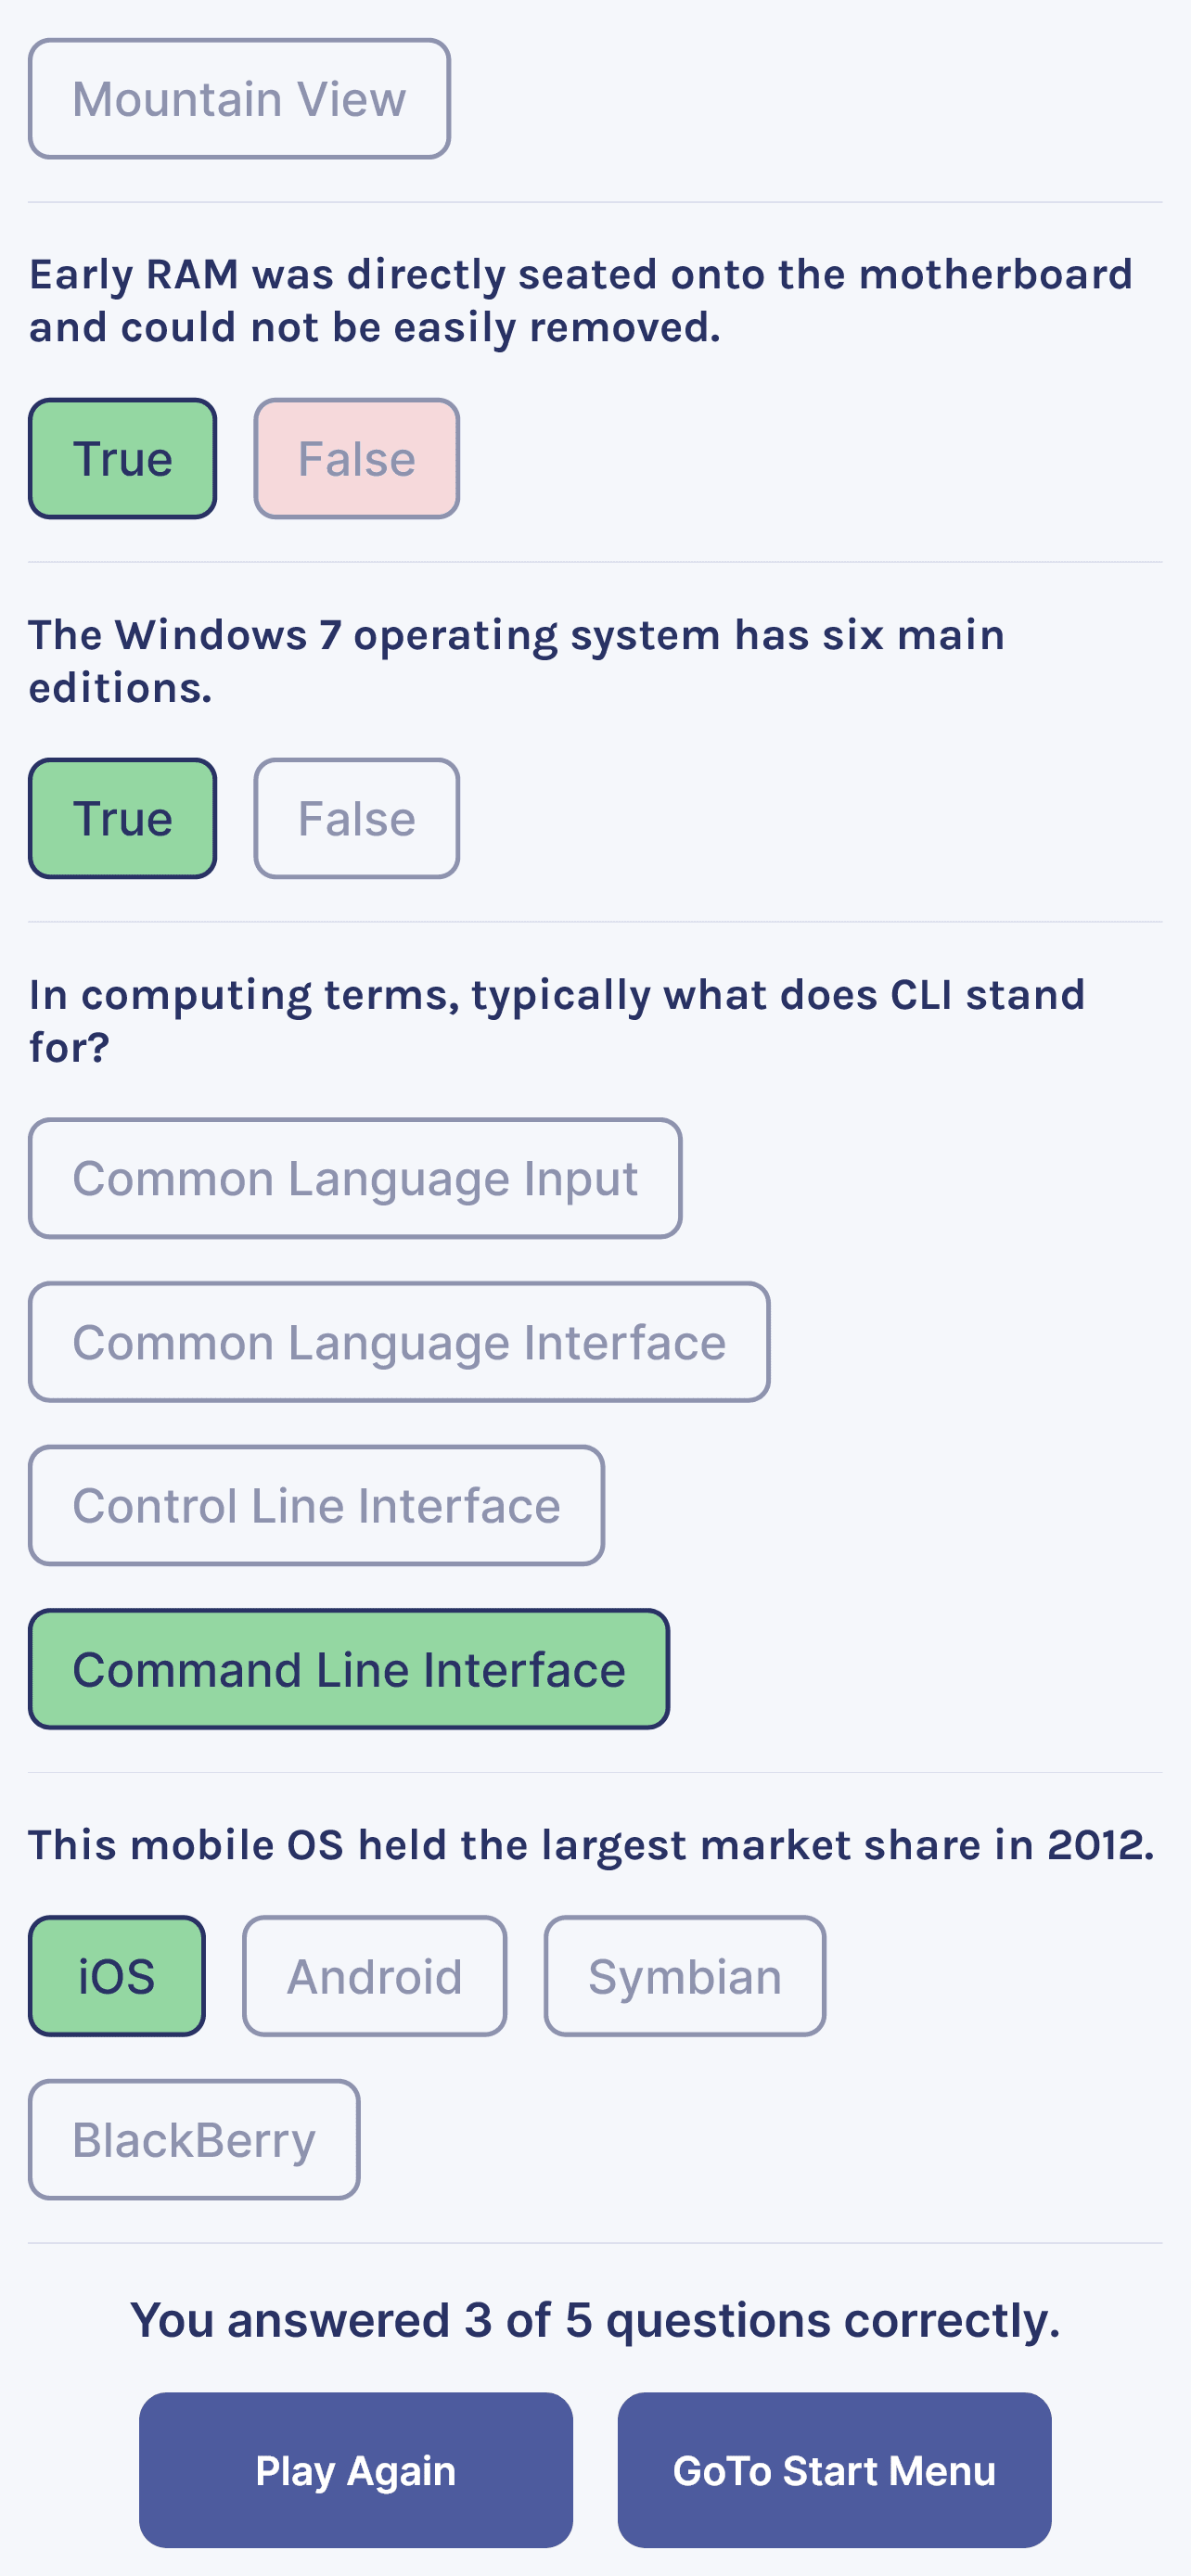 Mountain View
Early RAM was directly seated onto the motherboard
and could not be easily removed.
True False
The Windows 7 operating system has six main
editions.
True False
In computing terms, typically what does CLI stand
for?
Common Language Input
Common Language Interface
Control Line Interface
Command Line Interface
This mobile OS held the largest market share in 2012.
iOS Android Symbian
BlackBerry
You answered 3 of 5 questions correctly.
Play Again GoTo Start Menu